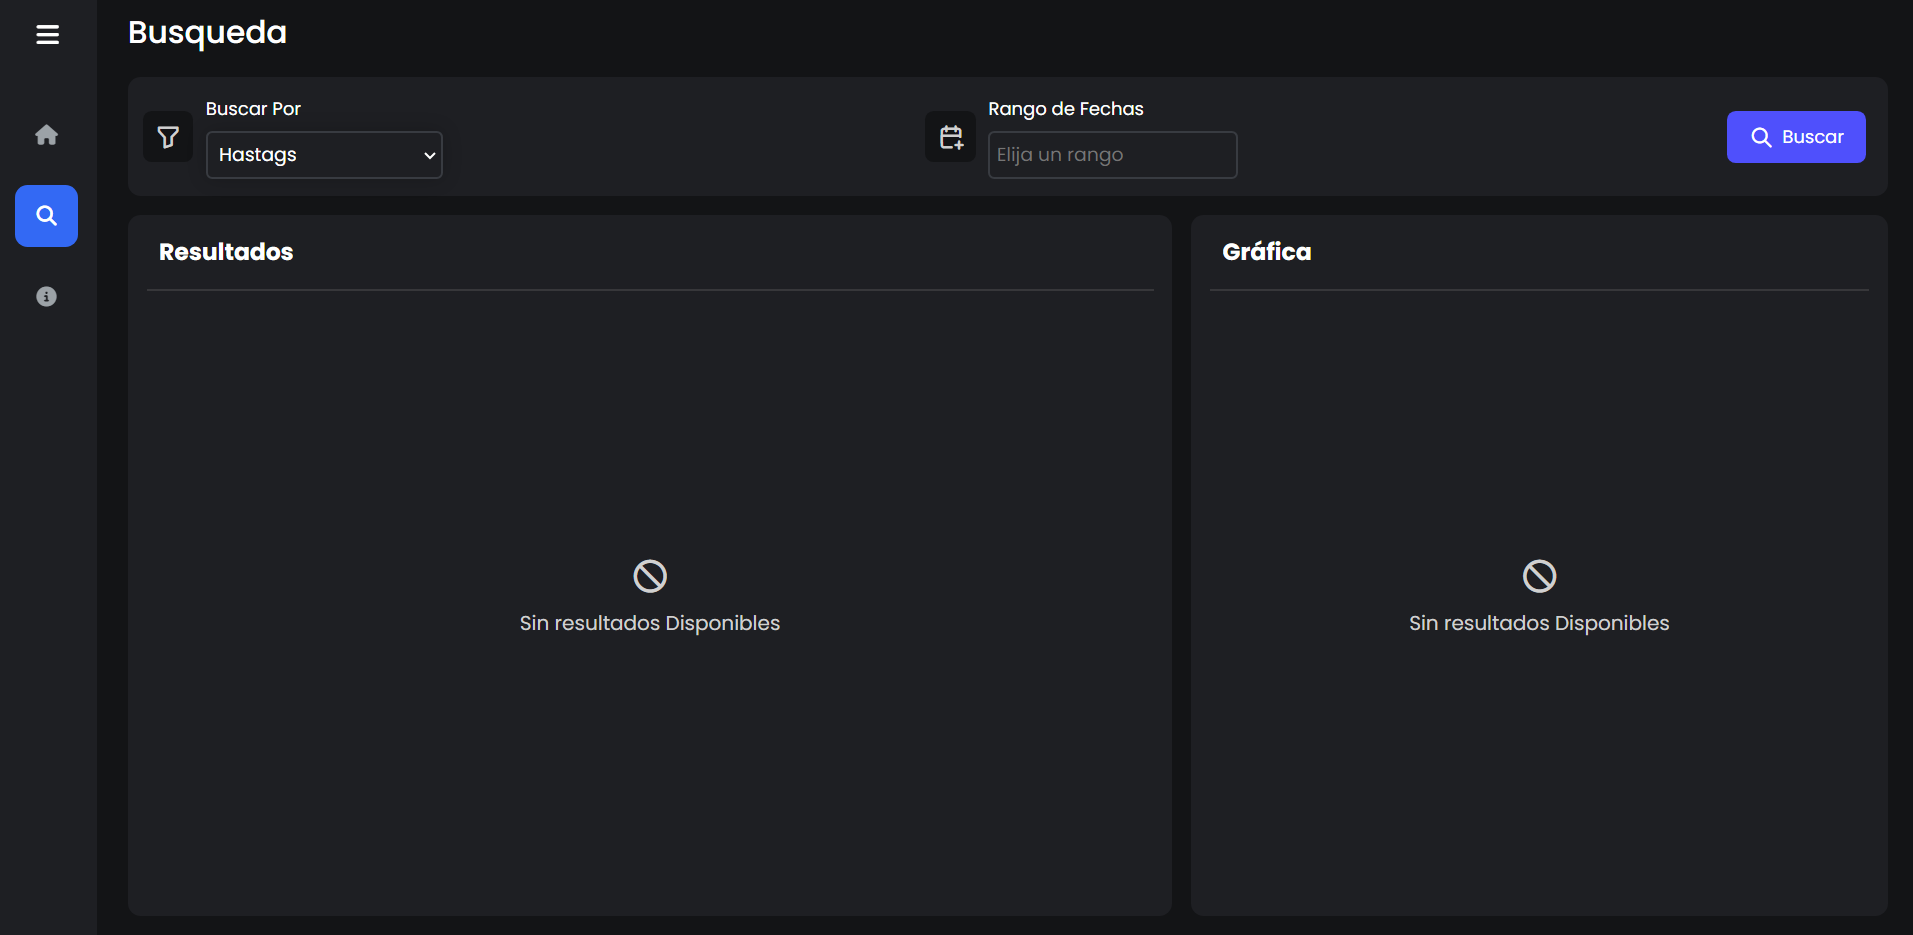 Busqueda
Buscar Por
Hastags
Rango de Fechas
Elija un rango
Buscar
Resultados
Sin resultados Disponibles
Gráfica
Sin resultados Disponibles